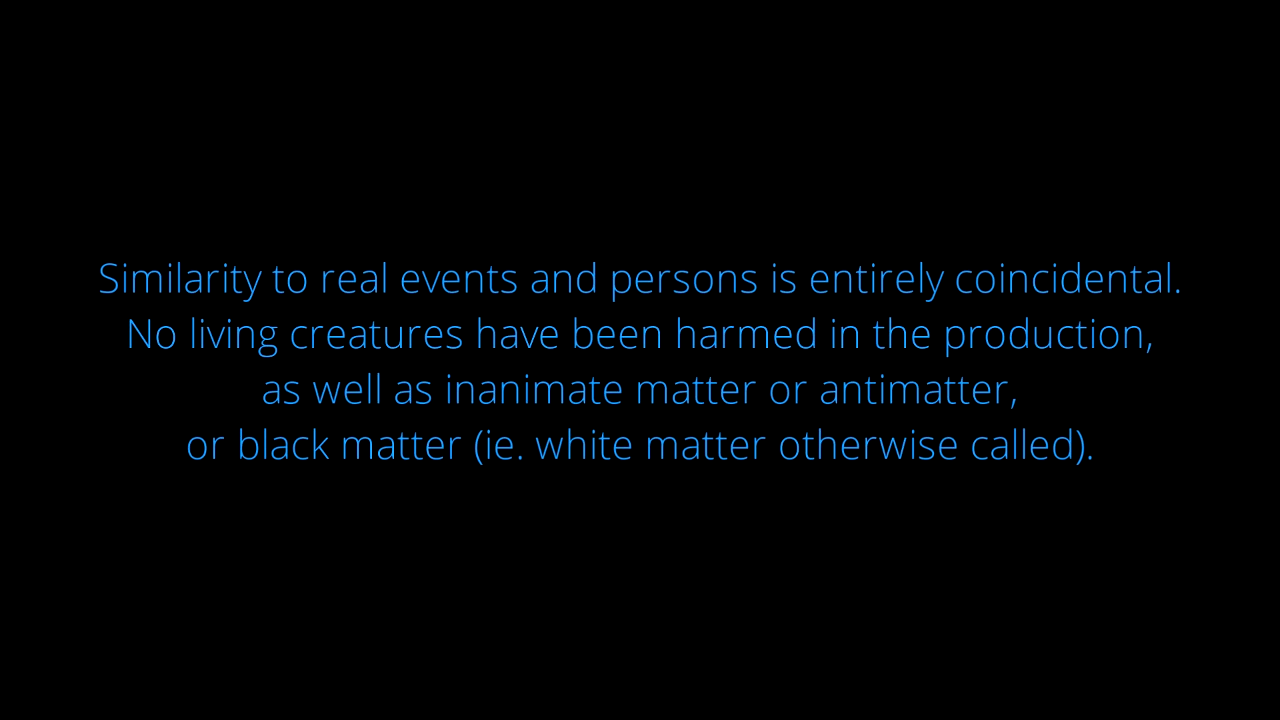 Similarity to real events and persons is entirely coincidental.
No living creatures have been harmed in the production,
as well as inanimate matter or antimatter,
or black matter (ie. white matter otherwise called).